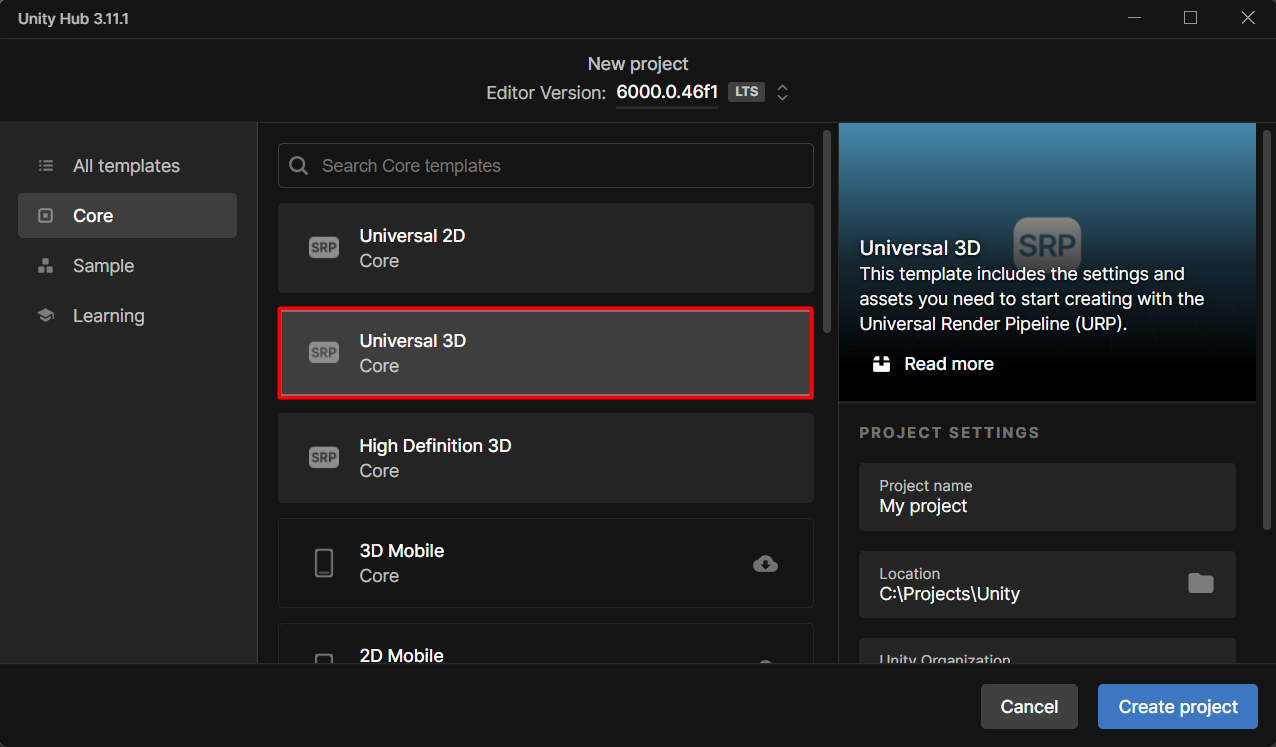 Unity Hub 3.11.1
New project
Editor Version: 6000.0.46f1 LTS
All templates
Core
Sample
Learning
Search Core templates
SRP
Universal 2D
Core
SRP
Universal 3D
Core
SRP
High Definition 3D
Core
3D Mobile
Core
2D Mobile
SRP
Universal 3D
This template includes the settings and
assets you need to start creating with the
Universal Render Pipeline (URP).
Read more
PROJECT SETTINGS
Project name
My project
Location
C:\Projects\Unity
Unity Organization
Cancel
Create project